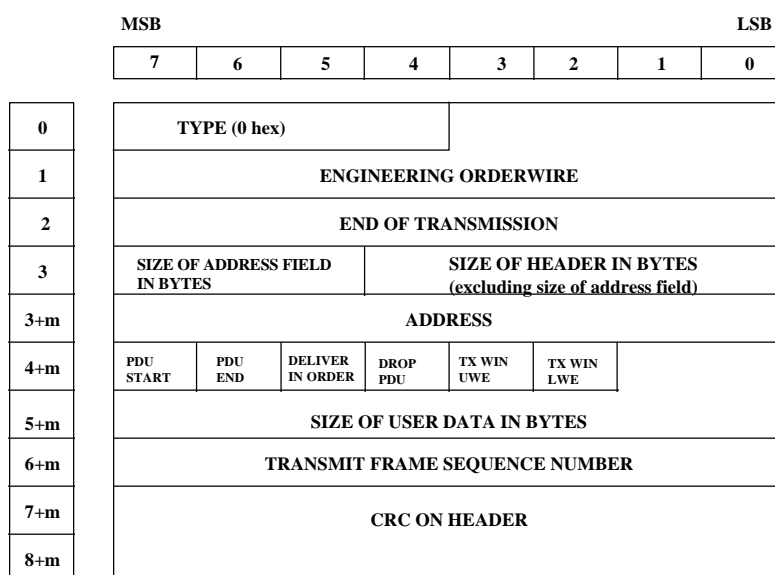 MSB LSB
7 6 5 4 3 2 1 0
0 TYPE (0 hex)
1 ENGINEERING ORDERWIRE
2 END OF TRANSMISSION
3 SIZE OF ADDRESS FIELD IN BYTES SIZE OF HEADER IN BYTES (excluding size of address field)
3+m ADDRESS
4+m PDU START PDU END DELIVER IN ORDER DROP PDU TX WIN UWE TX WIN LWE
5+m SIZE OF USER DATA IN BYTES
6+m TRANSMIT FRAME SEQUENCE NUMBER
7+m CRC ON HEADER
8+m